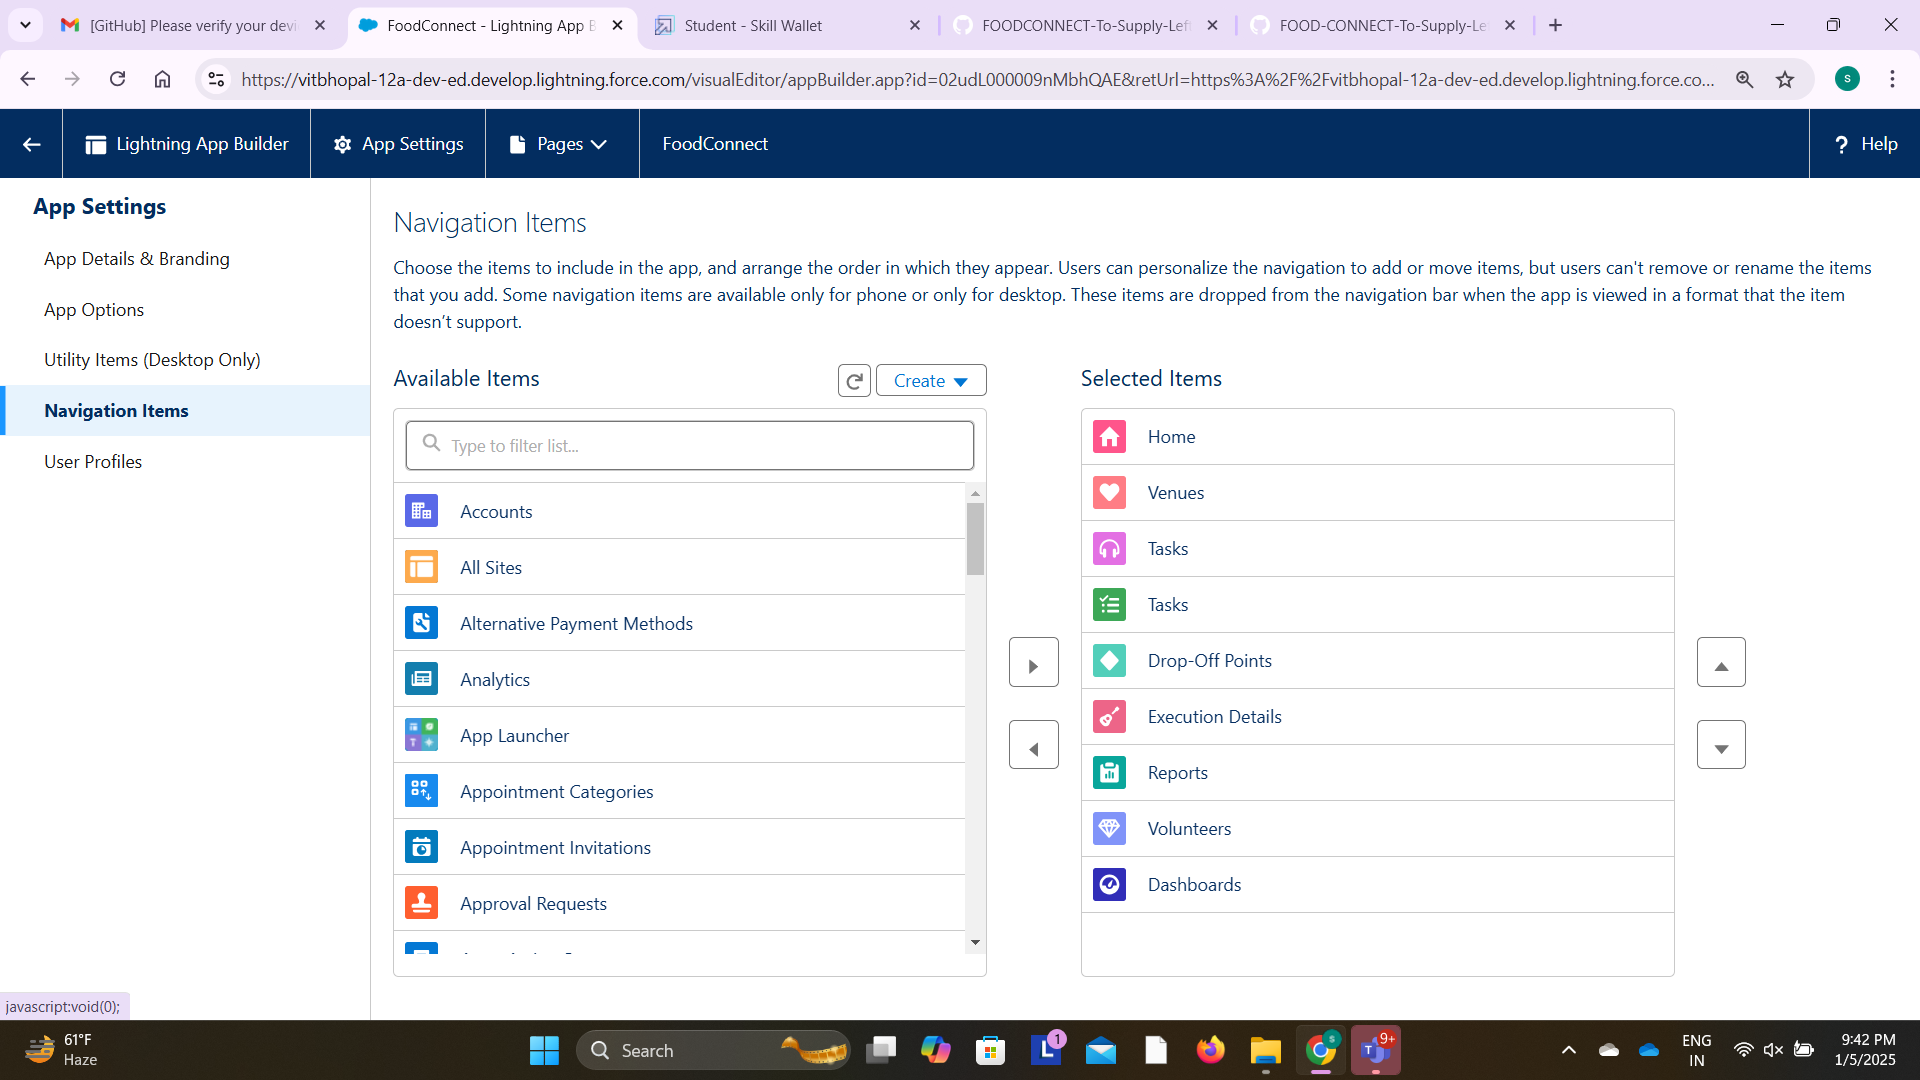 [GitHub] Please verify your devi
FoodConnect - Lightning App B
Student - Skill Wallet
FOODCONNECT-To-Supply-Left
FOOD-CONNECT-To-Supply-Le
https://vitbhopal-12a-dev-ed.develop.lightning.force.com/visualEditor/appBuilder.app?id=02udL000009nMbhQAE&retUrl=https%3A%2F%2Fvitbhopal-12a-dev-ed.develop.lightning.force.co...
s
Lightning App Builder
App Settings
Pages
FoodConnect
? Help
App Settings
App Details & Branding
App Options
Utility Items (Desktop Only)
Navigation Items
User Profiles
Navigation Items
Choose the items to include in the app, and arrange the order in which they appear. Users can personalize the navigation to add or move items, but users can't remove or rename the items
that you add. Some navigation items are available only for phone or only for desktop. These items are dropped from the navigation bar when the app is viewed in a format that the item
doesn’t support.
Available Items
Create
Type to filter list...
Accounts
All Sites
Alternative Payment Methods
Analytics
App Launcher
Appointment Categories
Appointment Invitations
Approval Requests
Selected Items
Home
Venues
Tasks
Tasks
Drop-Off Points
Execution Details
Reports
Volunteers
Dashboards
javascript:void(0);
61°F
Haze
Search
1
9+
ENG
IN
9:42 PM
1/5/2025